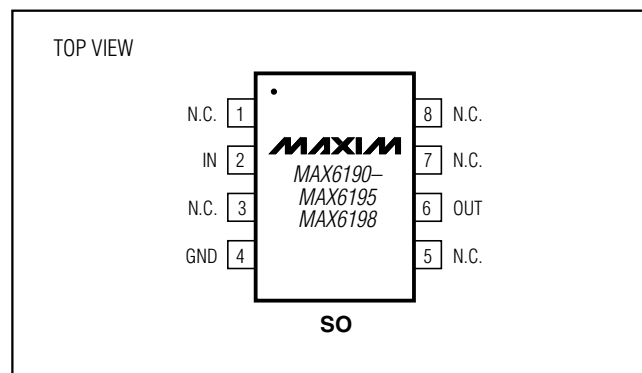 TOP VIEW
N.C. 1
IN 2
N.C. 3
GND 4
MAXIM
MAX6190–
MAX6195
MAX6198
8 N.C.
7 N.C.
6 OUT
5 N.C.
SO